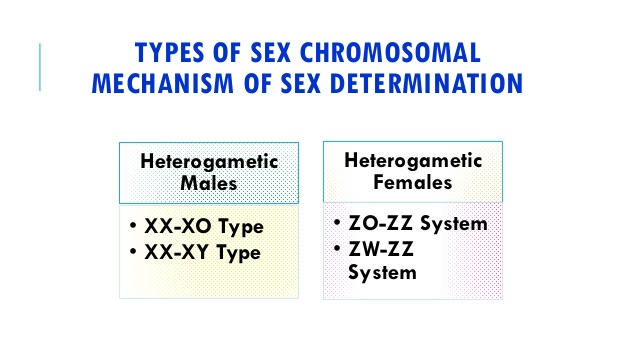 TYPES OF SEX CHROMOSOMAL
MECHANISM OF SEX DETERMINATION
Heterogametic
Males
• XX-XO Type
• XX-XY Type
Heterogametic
Females
• ZO-ZZ System
• ZW-ZZ
System